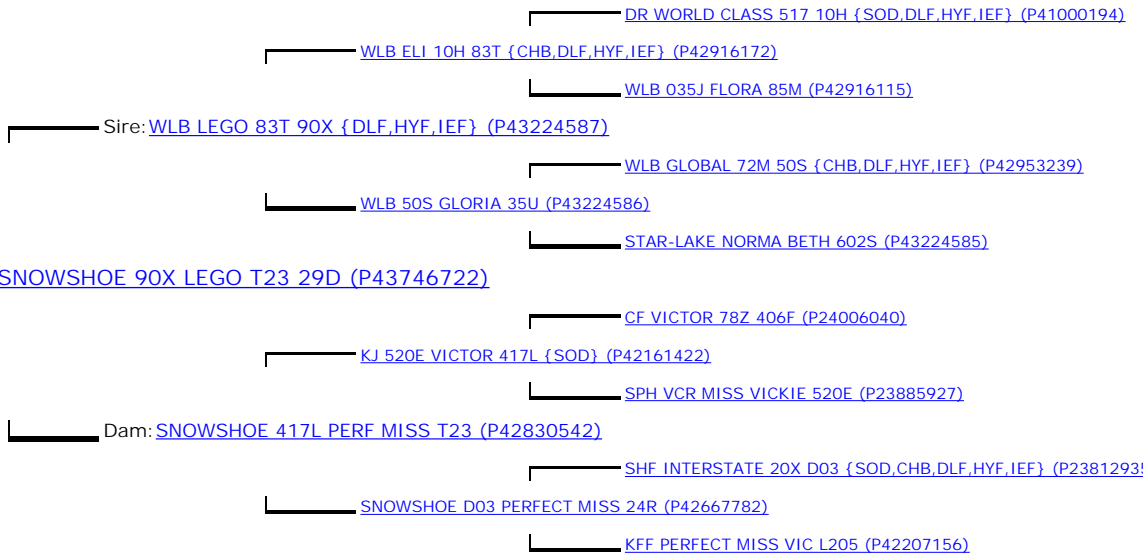 DR WORLD CLASS 517 10H {SOD,DLF,HYF,IEF} (P41000194)
WLB ELI 10H 83T {CHB,DLF,HYF,IEF} (P42916172)
WLB 035J FLORA 85M (P42916115)
Sire: WLB LEGO 83T 90X {DLF,HYF,IEF} (P43224587)
WLB GLOBAL 72M 50S {CHB,DLF,HYF,IEF} (P42953239)
WLB 50S GLORIA 35U (P43224586)
STAR-LAKE NORMA BETH 602S (P43224585)
SNOWSHOE 90X LEGO T23 29D (P43746722)
CF VICTOR 78Z 406F (P24006040)
KJ 520E VICTOR 417L {SOD} (P42161422)
SPH VCR MISS VICKIE 520E (P23885927)
Dam: SNOWSHOE 417L PERF MISS T23 (P42830542)
SHF INTERSTATE 20X D03 {SOD,CHB,DLF,HYF,IEF} (P23812935
SNOWSHOE D03 PERFECT MISS 24R (P42667782)
KFF PERFECT MISS VIC L205 (P42207156)